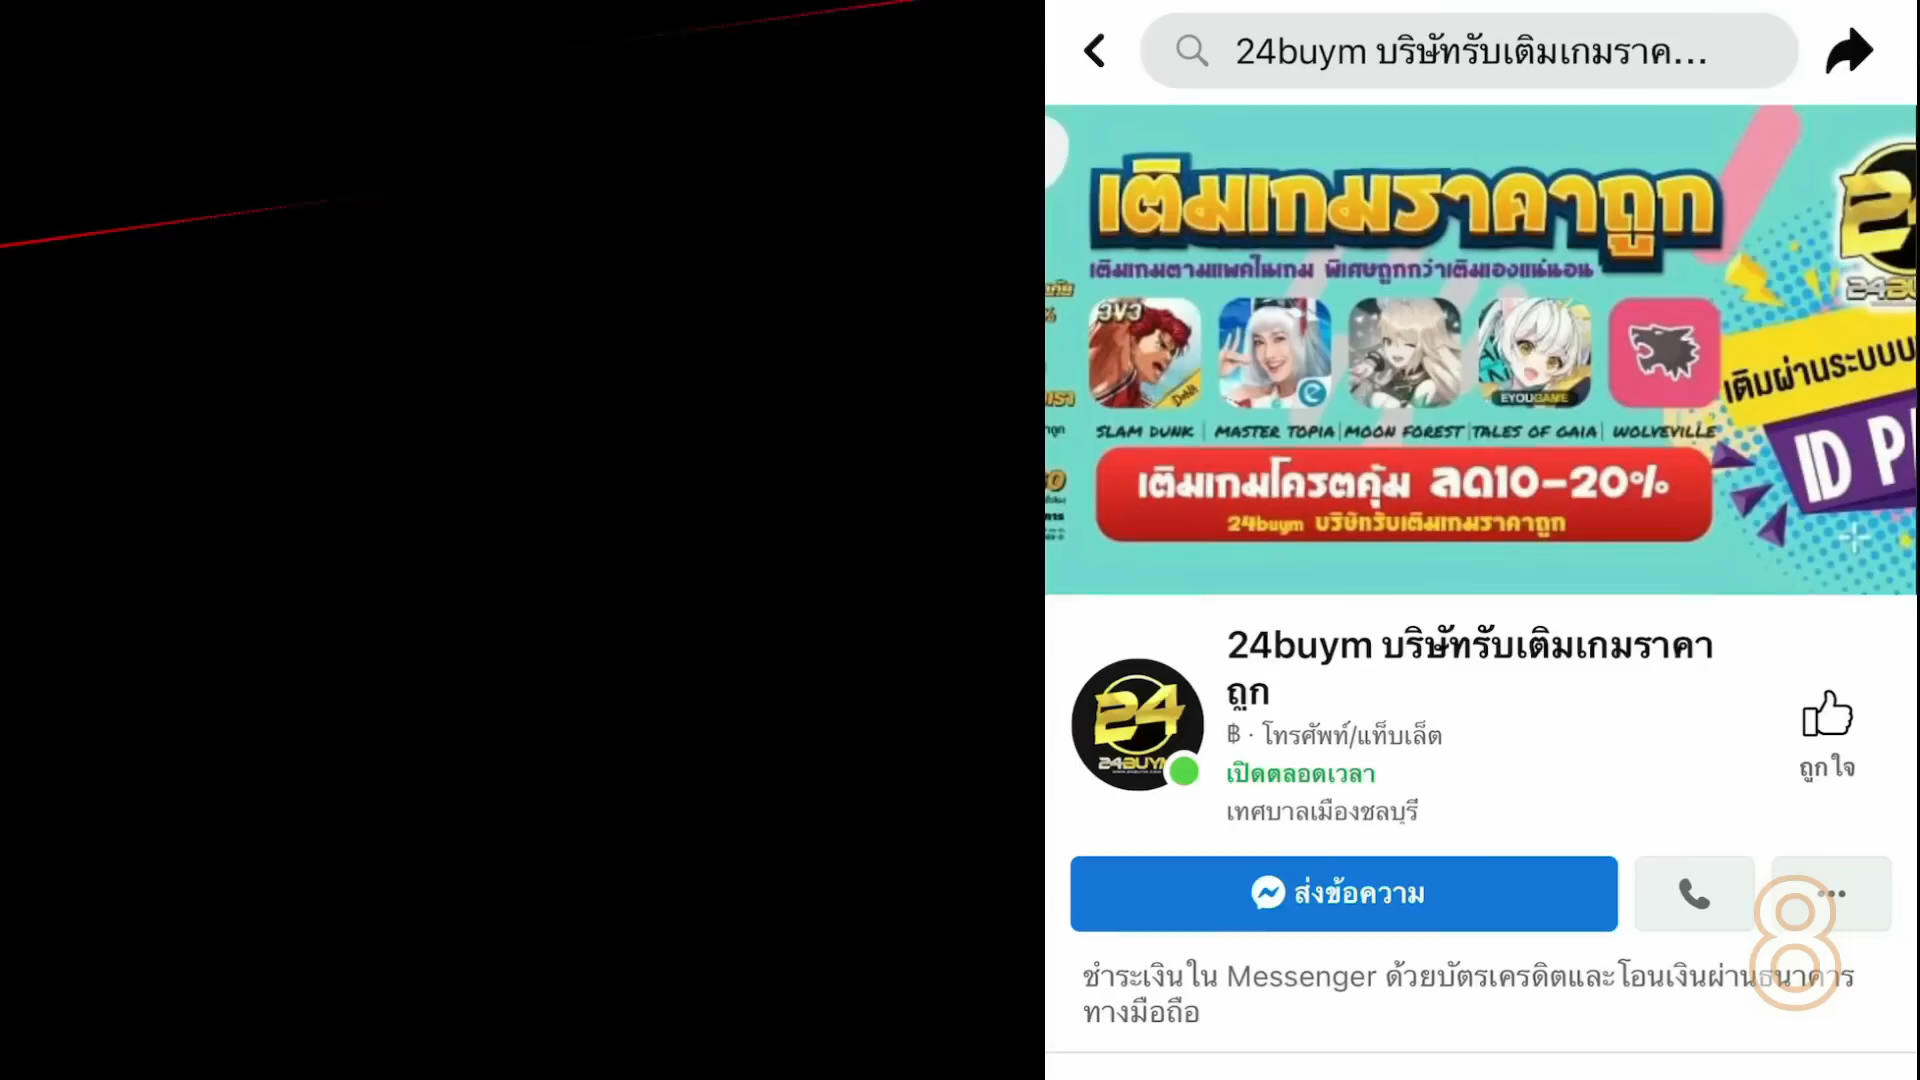 24buym บริษัทรับเติมเกมราค...
เติมเกมราคาถูก
เติมเกมตามแพคในเกม พิเศษถูกกว่าเติมเองแน่นอน
3V3
DeNA
EYOUGAME
SLAM DUNK | MASTER TOPIA | MOON FOREST | TALES OF GAIA | WOLVEVILLE
เติมผ่านระบบ
ID P
เติมเกมโครตคุ้ม ลด10-20%
24buym บริษัทรับเติมเกมราคาถูก
24buym บริษัทรับเติมเกมราคา
ถูก
฿ · โทรศัพท์/แท็บเล็ต
เปิดตลอดเวลา
เทศบาลเมืองชลบุรี
24
24BUYM
ถูกใจ
ส่งข้อความ
ชำระเงินใน Messenger ด้วยบัตรเครดิตและโอนเงินผ่านธนาคาร
ทางมือถือ
8